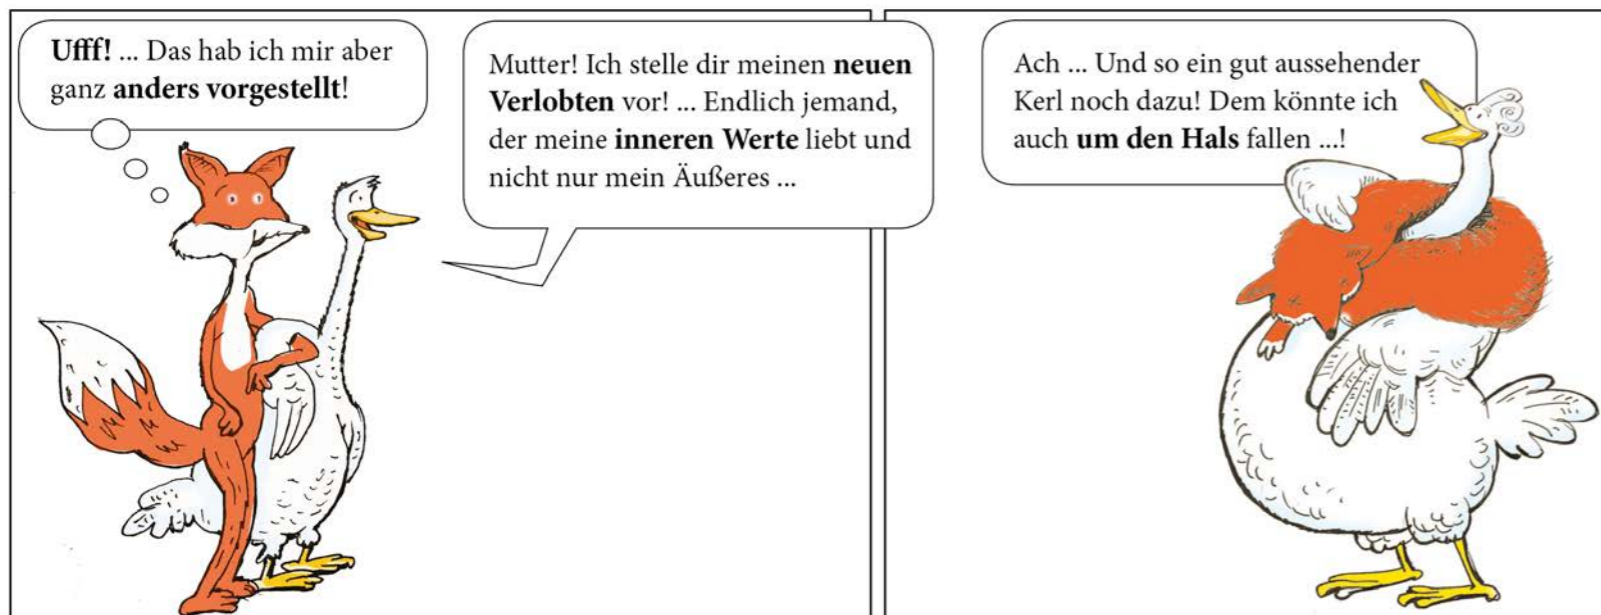 Ufff! ... Das hab ich mir aber
ganz anders vorgestellt!
Mutter! Ich stelle dir meinen neuen
Verlobten vor! ... Endlich jemand,
der meine inneren Werte liebt und
nicht nur mein Äußeres ...
Ach ... Und so ein gut aussehender
Kerl noch dazu! Dem könnte ich
auch um den Hals fallen ...!